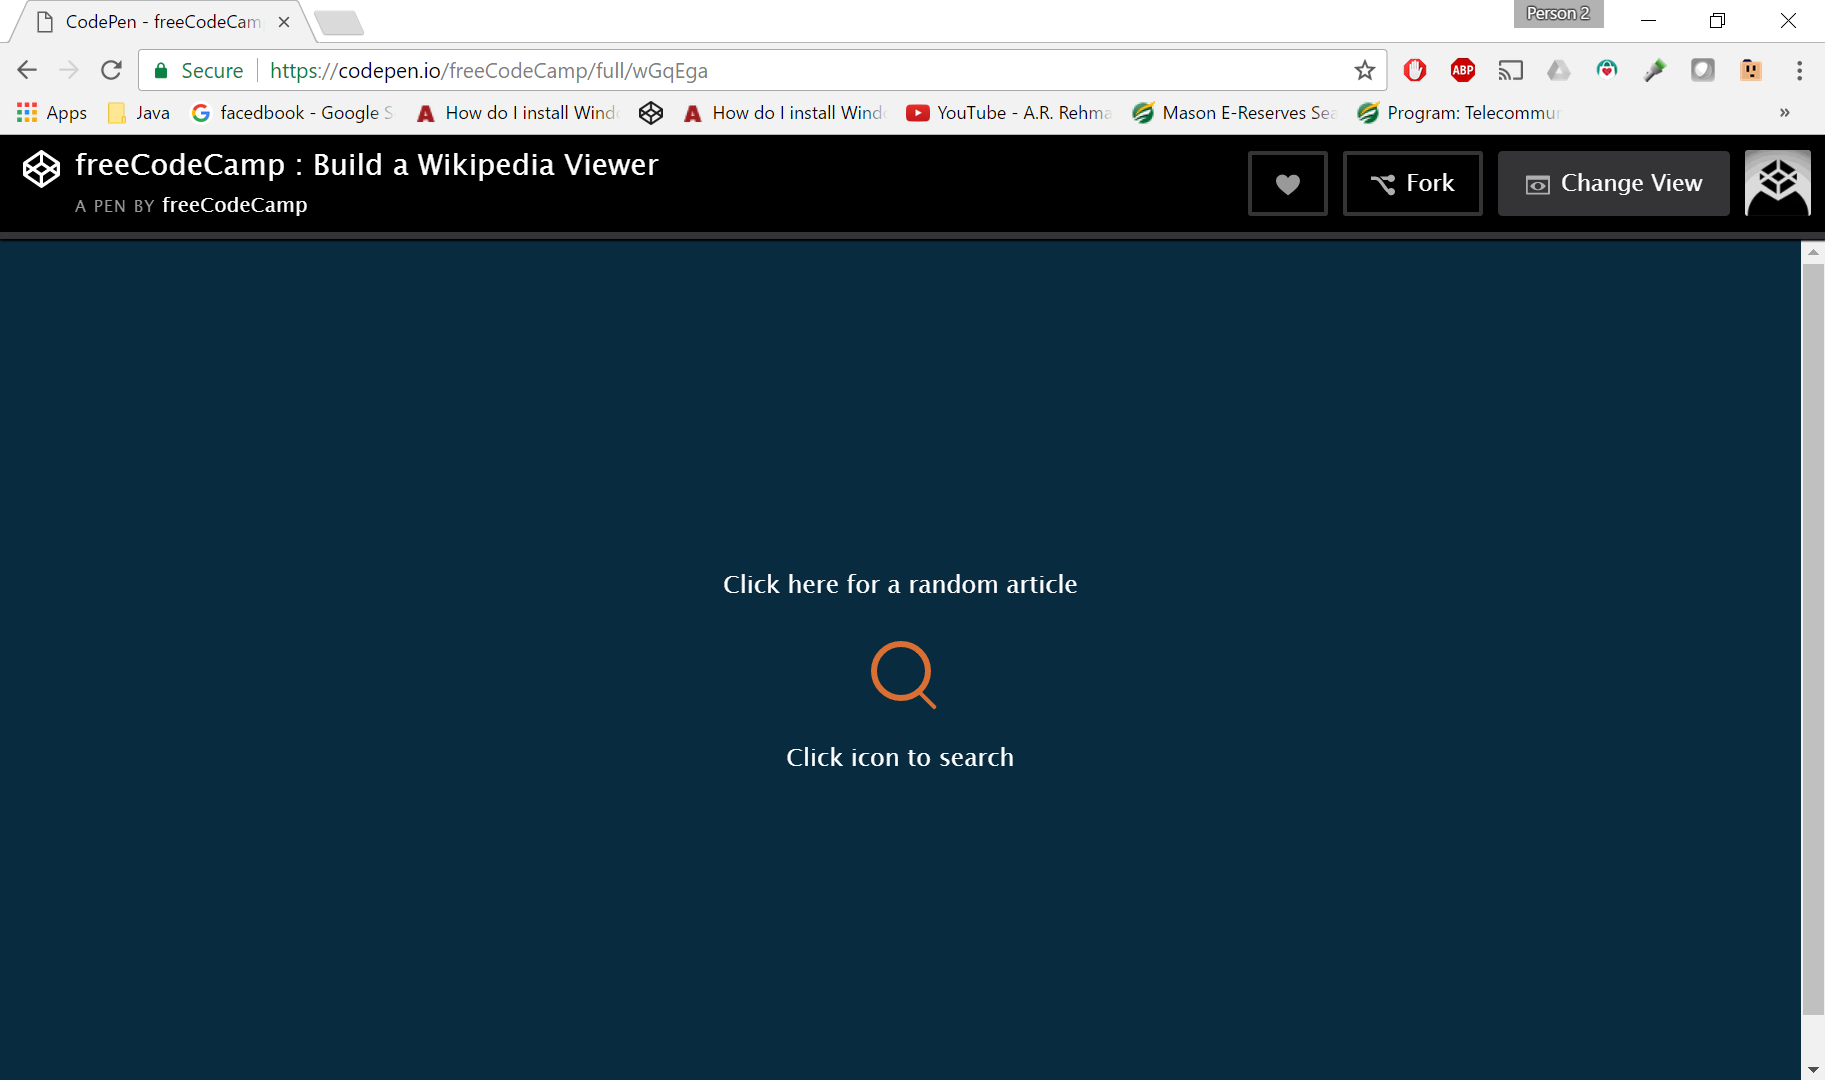 CodePen - freeCodeCam
Person 2
Secure
https://codepen.io/freeCodeCamp/full/wGqEga
ABP
Apps
Java
facedbook - Google S
How do I install Wind
How do I install Wind
YouTube - A.R. Rehma
Mason E-Reserves Sea
Program: Telecommu
»
freeCodeCamp : Build a Wikipedia Viewer
A PEN BY freeCodeCamp
Fork
Change View
Click here for a random article
Click icon to search